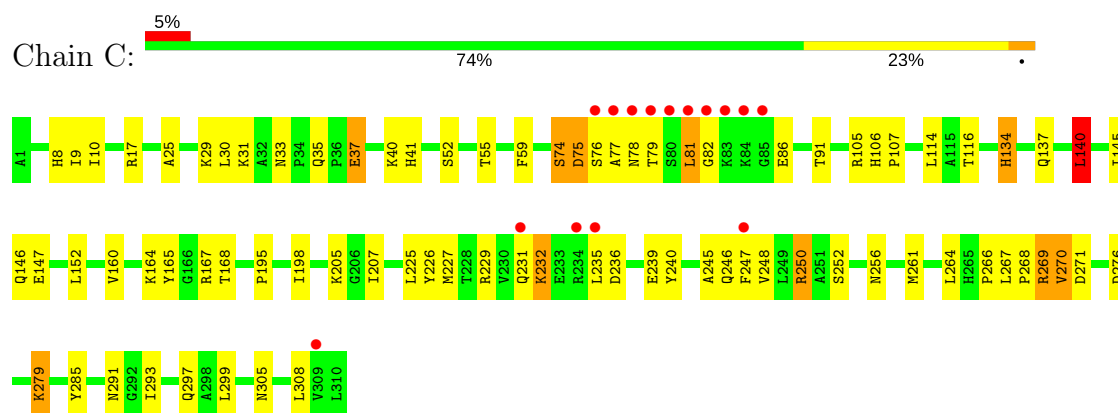 5%
Chain C:
74% 23% •
A1 H8 I9 I10 R17 A25 K29 L30 K31 A32 N33 P34 Q35 P36 E37 K40 H41 S52 T55 F59 S74 D75 S76 A77 N78 T79 S80 L81 G82 K83 K84 G85 E86 T91 R105 H106 P107 L114 A115 T116 H134 Q137 L140 I145
Q146 E147 L152 V160 K164 Y165 G166 R167 T168 P195 I198 K205 G206 I207 L225 Y226 M227 T228 R229 V230 Q231 K232 E233 R234 L235 D236 E239 Y240 A245 Q246 F247 V248 L249 R250 A251 S252 N256 M261 L264 H265 P266 L267 P268 R269 V270 D271
K279 Y285 N291 G292 I293 Q297 A298 L299 N305 L308 V309 L310